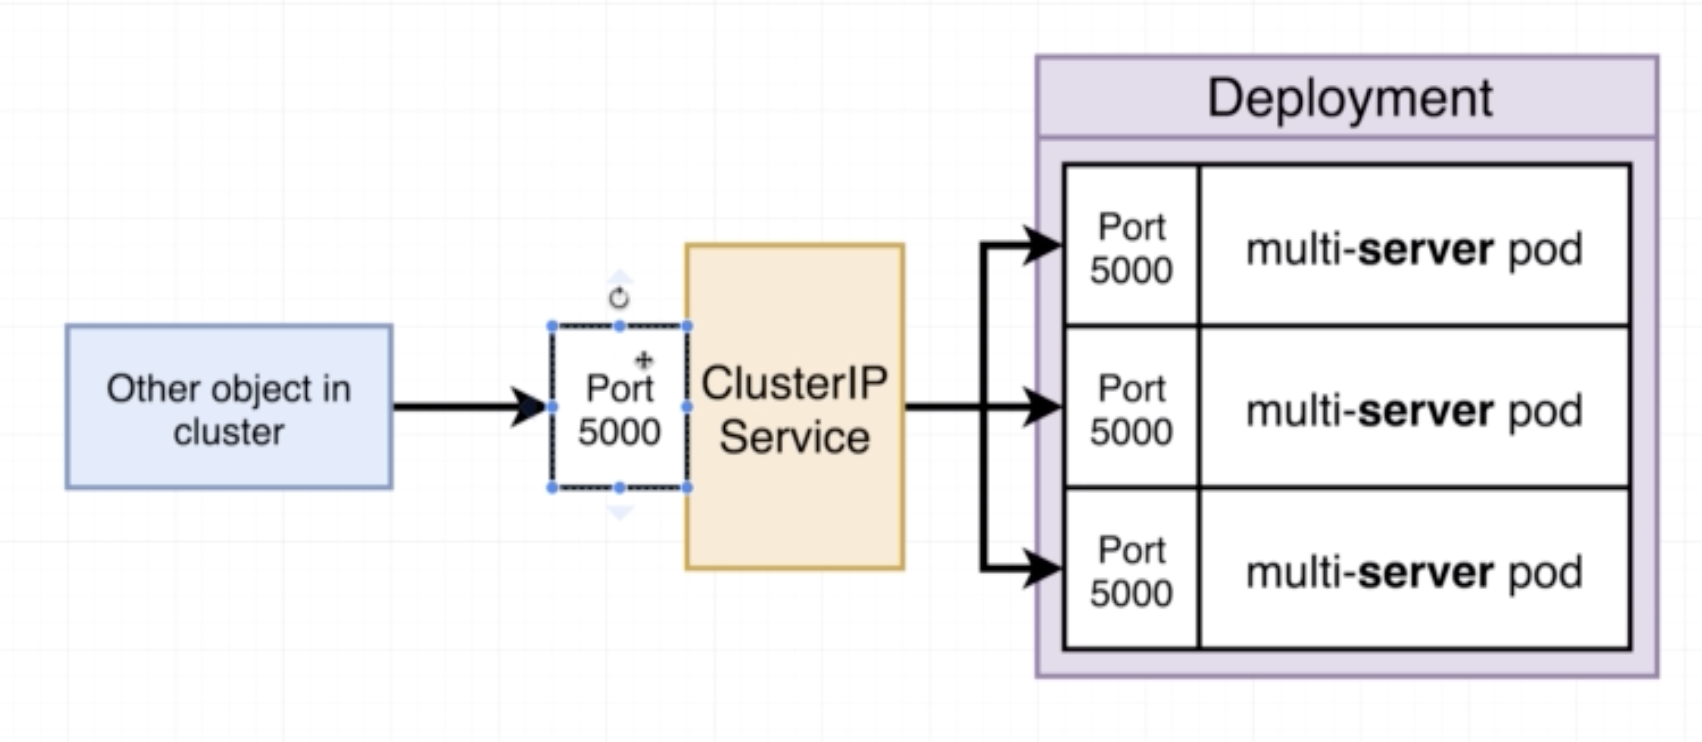 Deployment
Other object in
cluster
Port
5000
ClusterIP
Service
Port
5000
multi-server pod
Port
5000
multi-server pod
Port
5000
multi-server pod